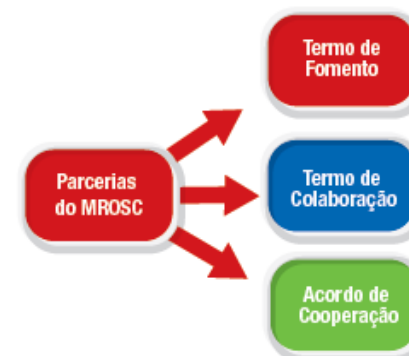 Termo de
Fomento
Parcerias
do MROSC
Termo de
Colaboração
Acordo de
Cooperação